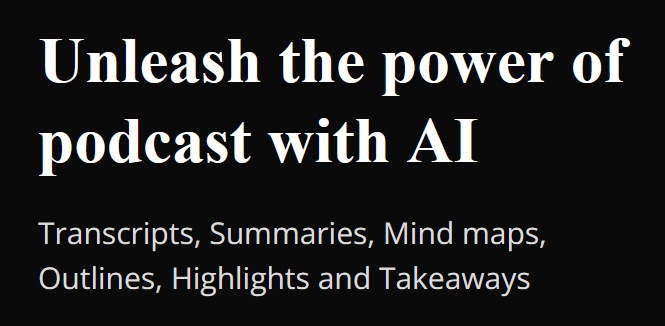 Unleash the power of
podcast with AI
Transcripts, Summaries, Mind maps,
Outlines, Highlights and Takeaways